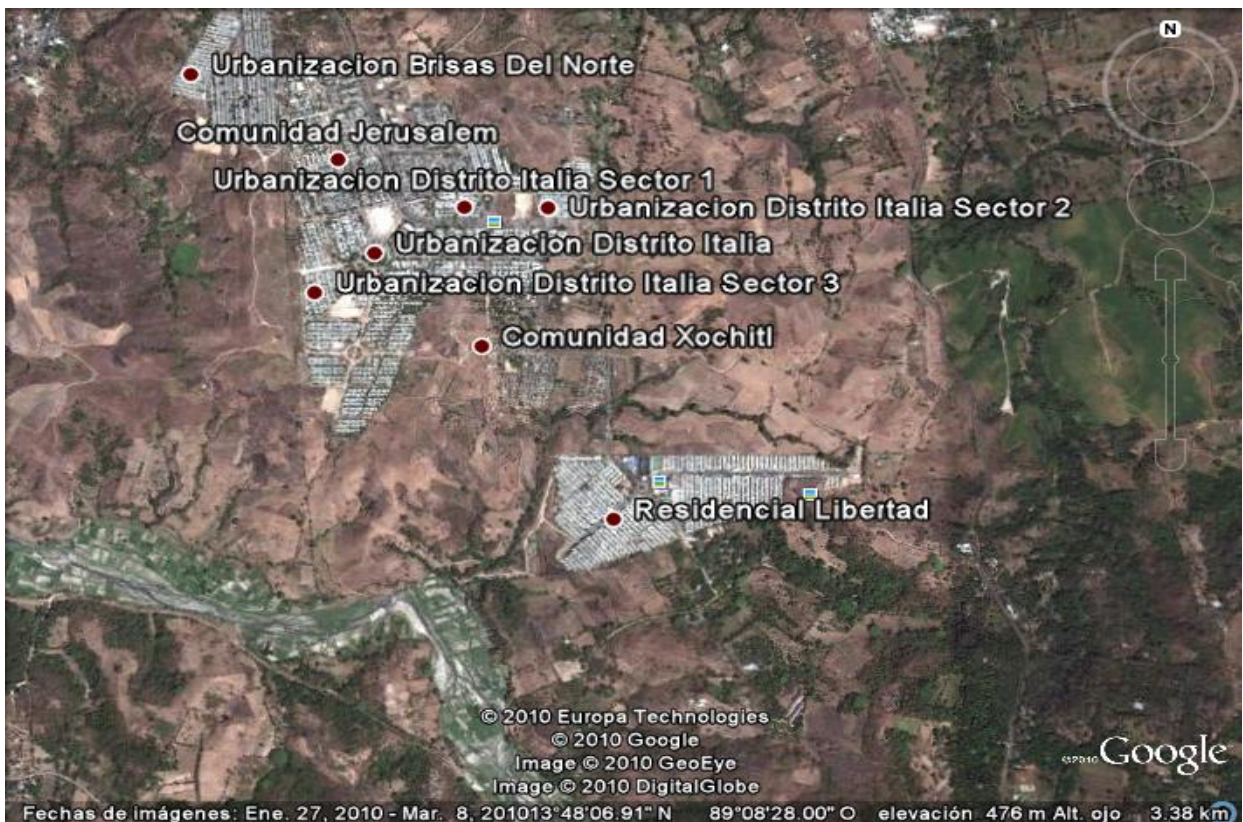 N
Urbanizacion Brisas Del Norte
Comunidad Jerusalem
Urbanizacion Distrito Italia Sector 1
Urbanizacion Distrito Italia Sector 2
Urbanizacion Distrito Italia
Urbanizacion Distrito Italia Sector 3
Comunidad Xochitl
Residencial Libertad
© 2010 Europa Technologies
© 2010 Google
Image © 2010 GeoEye
Image © 2010 DigitalGlobe
©2010 Google
Fechas de imágenes: Ene. 27, 2010 - Mar. 8, 201013°48'06.91" N 89°08'28.00" O elevación 476 m Alt. ojo 3.38 km